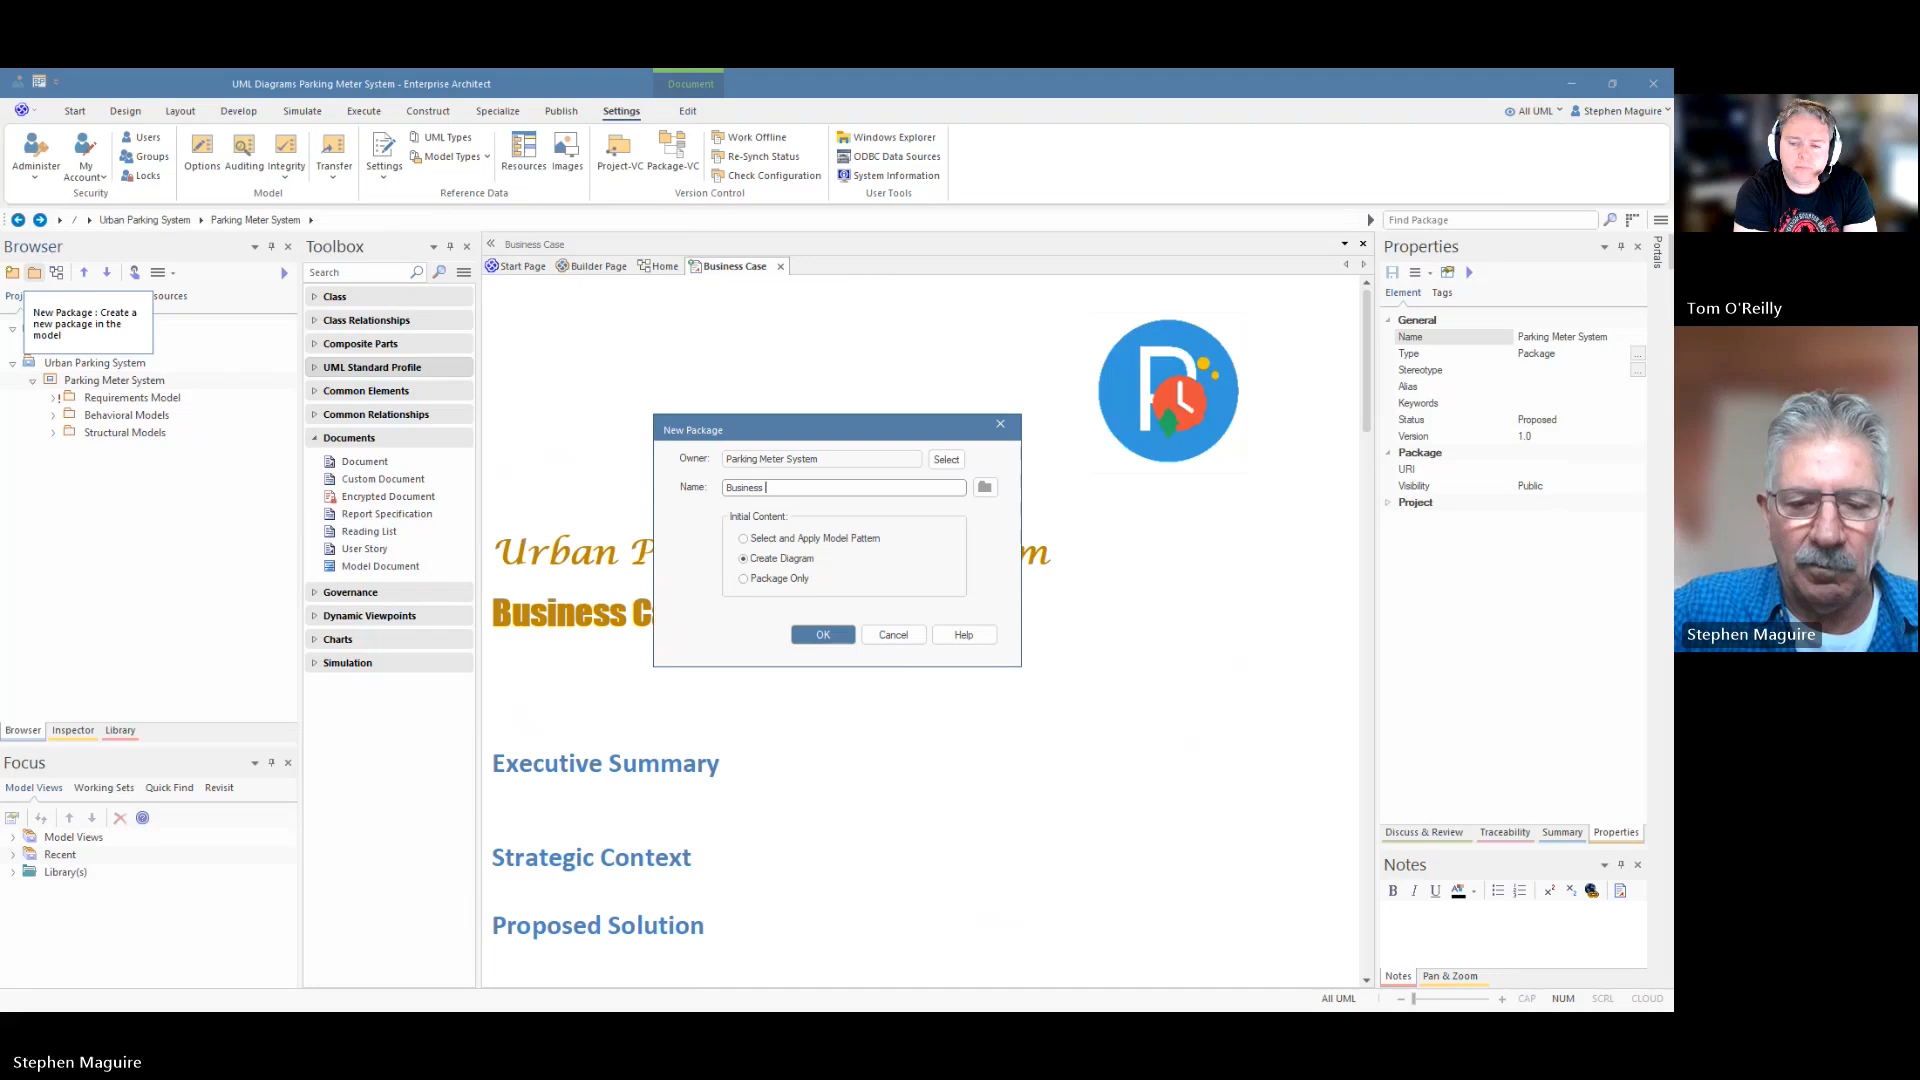 UML Diagrams Parking Meter System - Enterprise Architect
Document
Start Design Layout Develop Simulate Execute Construct Specialize Publish Settings Edit
All UML Stephen Maguire
Administer
My Account
Users
Groups
Locks
Security
Options Auditing Integrity
Model
Transfer
Settings
UML Types
Model Types
Resources Images
Reference Data
Project-VC Package-VC
Work Offline
Re-Synch Status
Check Configuration
Version Control
Windows Explorer
ODBC Data Sources
System Information
User Tools
/ Urban Parking System Parking Meter System
Find Package
Browser
New Package : Create a
new package in the
model
Urban Parking System
Parking Meter System
Requirements Model
Behavioral Models
Structural Models
Browser Inspector Library
Focus
Model Views Working Sets Quick Find Revisit
Model Views
Recent
Library(s)
Toolbox
Search
Class
Class Relationships
Composite Parts
UML Standard Profile
Common Elements
Common Relationships
Documents
Document
Custom Document
Encrypted Document
Report Specification
Reading List
User Story
Model Document
Governance
Dynamic Viewpoints
Charts
Simulation
Business Case
Start Page Builder Page Home Business Case
Urban P
m
Business C
Executive Summary
Strategic Context
Proposed Solution
New Package
Owner: Parking Meter System Select
Name: Business
Initial Content:
Select and Apply Model Pattern
Create Diagram
Package Only
OK Cancel Help
Properties
Portals
Element Tags
General
Name Parking Meter System
Type Package
Stereotype
Alias
Keywords
Status Proposed
Version 1.0
Package
URI
Visibility Public
Project
Discuss & Review Traceability Summary Properties
Notes
B I U
Notes Pan & Zoom
All UML CAP NUM SCRL CLOUD
Tom O'Reilly
Stephen Maguire
Stephen Maguire